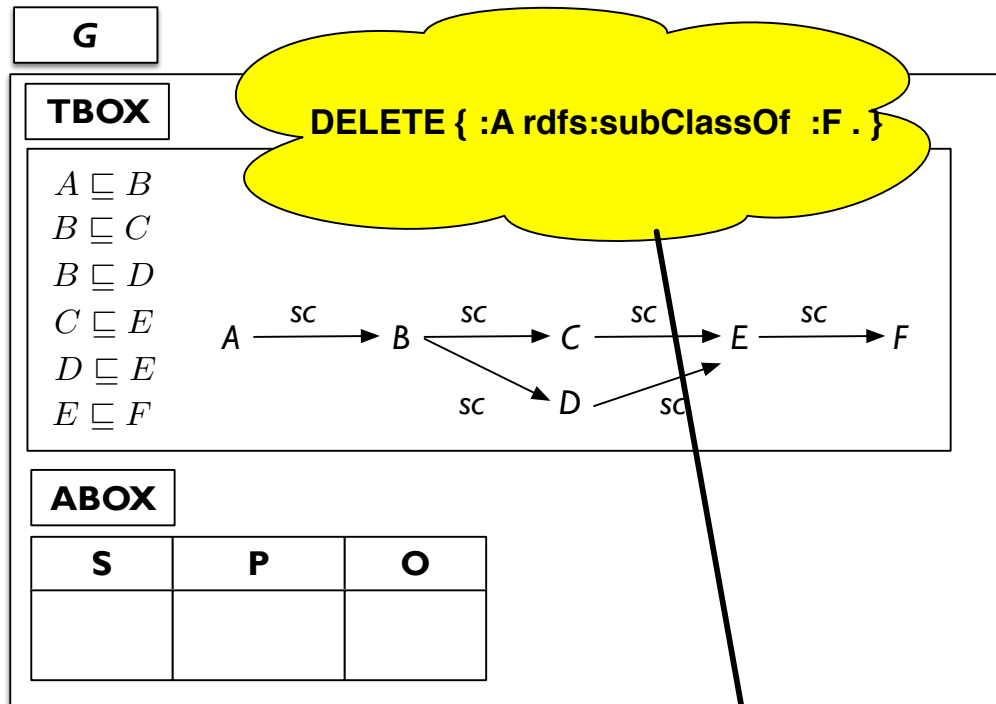 G
DELETE { :A rdfs:subClassOf :F . }
TBOX
A ⊑ B
B ⊑ C
B ⊑ D
C ⊑ E
D ⊑ E
E ⊑ F
sc sc sc sc
A B C E F
sc D sc
ABOX
S P O